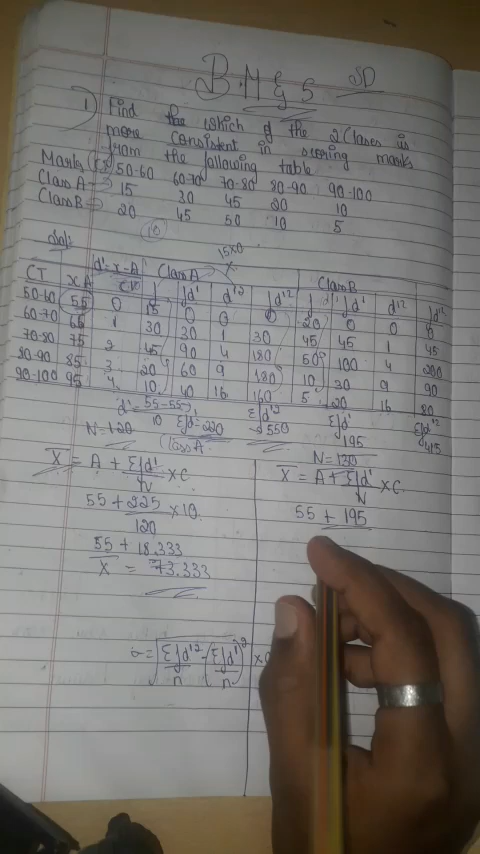 B.M & S SD
1) Find the which of the 2 Classes is
more consistent in scoring marks
from the following table
Marks 50-60 60-70 70-80 80-90 90-100
Class A → 15 30 45 20 10
Class B → 20 45 50 10 5
10
15x0
Class A Class B
CI x A d' = x-A f fd' d'² fd'² f fd' d'² fd'²
50-60 55 0 15 0 0 0 20 0 0 0
60-70 65 1 30 30 1 30 45 45 1 45
70-80 75 2 45 90 4 180 50 100 4 200
80-90 85 3 20 60 9 180 10 30 9 90
90-100 95 4 10 40 16 160 5 20 16 80
d' = 55-55
10
N=120 Σfd' = 220 Σfd'² 550 Σfd' 195 Σfd'² 415
Class A N = 130
X̄ = A + Σfd'/N × C X̄ = A + Σfd'/N × C
55 + 225 × 10 55 + 195
120
55 + 18.333
X̄ = 73.333
σ = √Σfd'²/n - (Σfd'/n)² × C